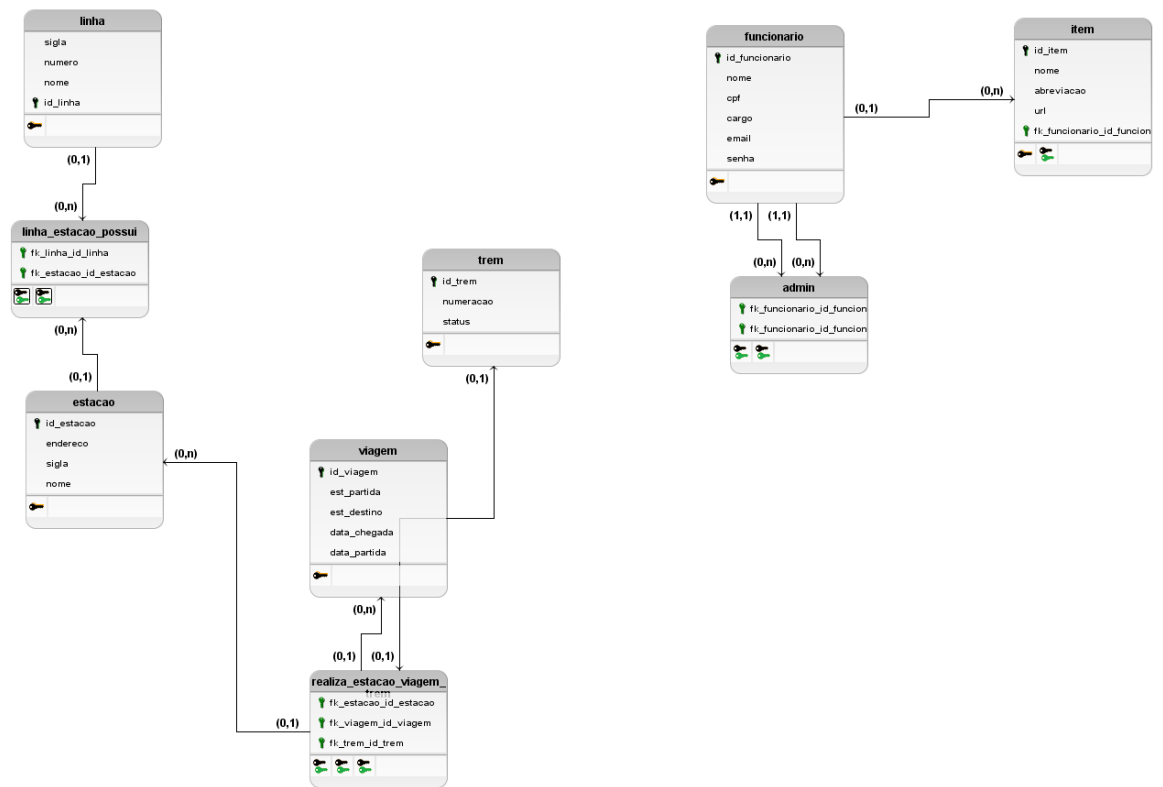 linha
sigla
numero
nome
id_linha
(0,1)
(0,n)
linha_estacao_possui
fk_linha_id_linha
fk_estacao_id_estacao
(0,n)
(0,1)
estacao
id_estacao
endereco
sigla
nome
(0,n)
trem
id_trem
numeracao
status
(0,1)
viagem
id_viagem
est_partida
est_destino
data_chegada
data_partida
(0,n)
(0,1) (0,1)
realiza_estacao_viagem_
trem
fk_estacao_id_estacao
fk_viagem_id_viagem
fk_trem_id_trem
(0,1)
funcionario
id_funcionario
nome
cpf
cargo
email
senha
(0,1)
(0,n)
item
id_item
nome
abreviacao
url
fk_funcionario_id_funcion
(1,1) (1,1)
(0,n) (0,n)
admin
fk_funcionario_id_funcion
fk_funcionario_id_funcion